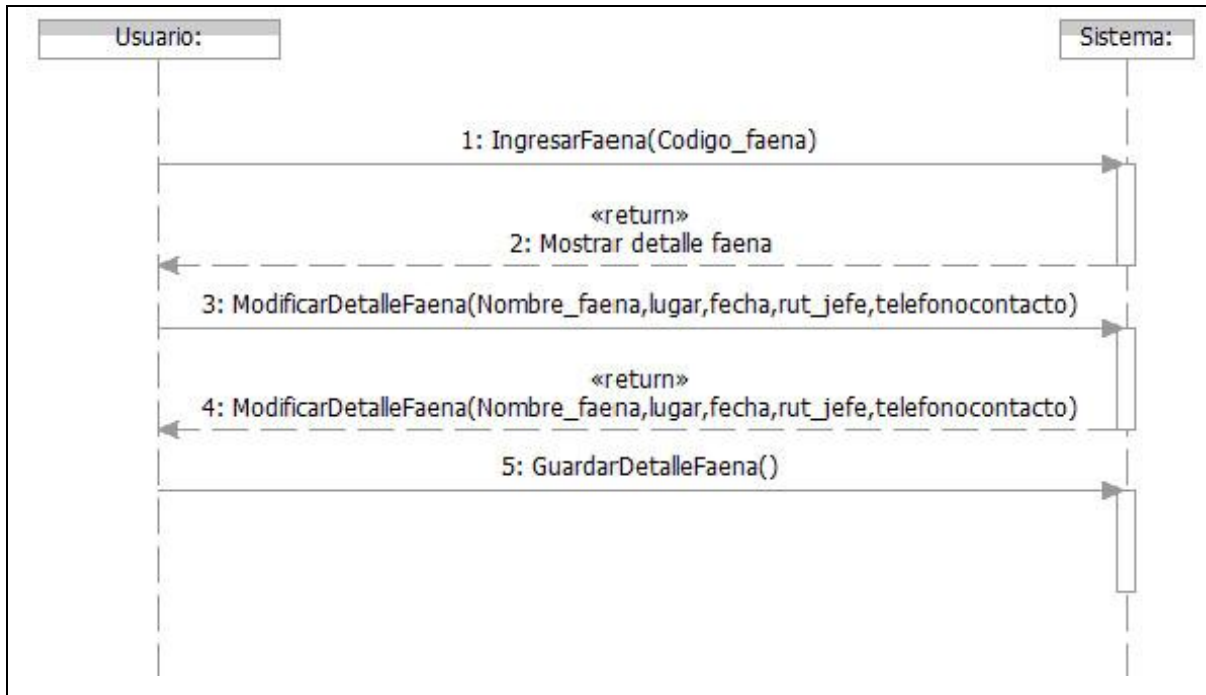 Usuario:
Sistema:
1: IngresarFaena(Codigo_faena)
«return»
2: Mostrar detalle faena
3: ModificarDetalleFaena(Nombre_faena,lugar,fecha,rut_jefe,telefonocontacto)
«return»
4: ModificarDetalleFaena(Nombre_faena,lugar,fecha,rut_jefe,telefonocontacto)
5: GuardarDetalleFaena()